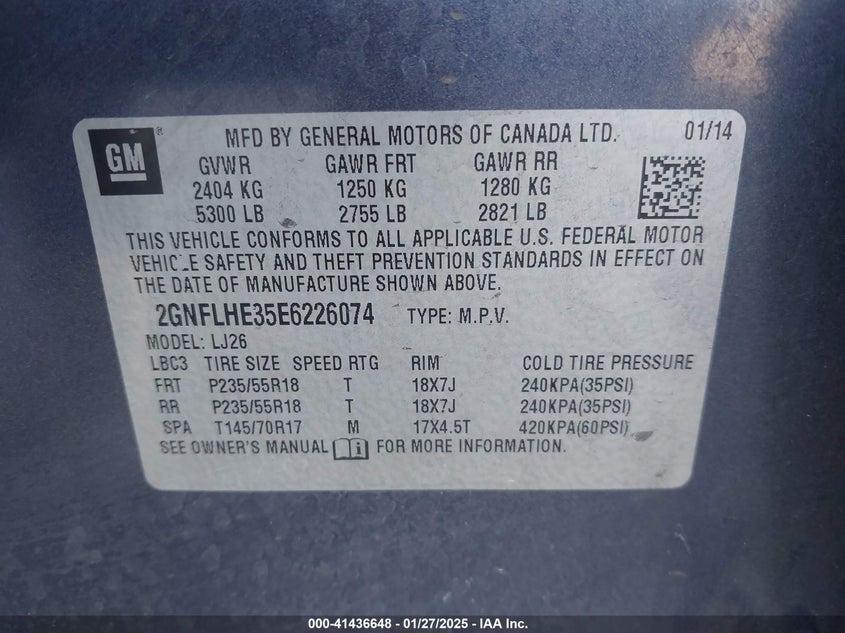 GM ® MFD BY GENERAL MOTORS OF CANADA LTD. 01/14
GVWR GAWR FRT GAWR RR
2404 KG 1250 KG 1280 KG
5300 LB 2755 LB 2821 LB
THIS VEHICLE CONFORMS TO ALL APPLICABLE U.S. FEDERAL MOTOR
VEHICLE SAFETY AND THEFT PREVENTION STANDARDS IN EFFECT ON
THE DATE OF MANUFACTURE SHOWN ABOVE.
2GNFLHE35E6226074 TYPE: M.P.V.
MODEL: LJ26
LBC3 TIRE SIZE SPEED RTG RIM COLD TIRE PRESSURE
FRT P235/55R18 T 18X7J 240KPA(35PSI)
RR P235/55R18 T 18X7J 240KPA(35PSI)
SPA T145/70R17 M 17X4.5T 420KPA(60PSI)
SEE OWNER'S MANUAL FOR MORE INFORMATION.
000-41436648 - 01/27/2025 - IAA Inc.